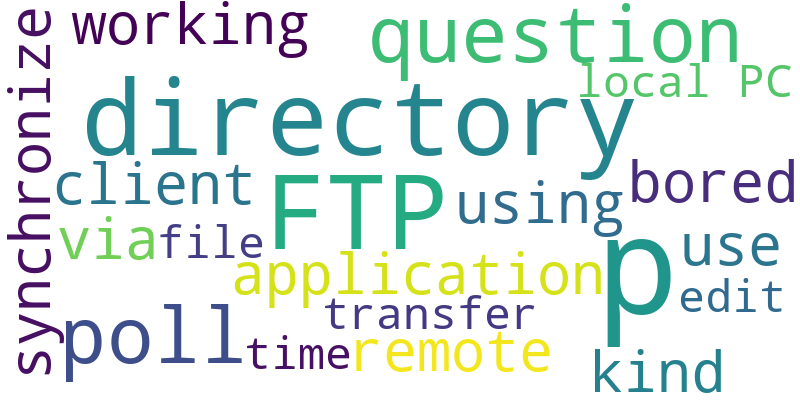 synchronize
working
question
local PC
directory
client
FTP
using
bored
via
file
p
use
application
edit
transfer
poll
time
remote
kind